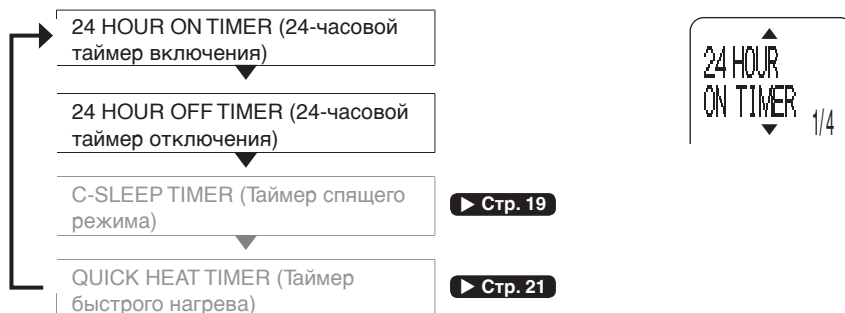 24 HOUR ON TIMER (24-часовой
таймер включения)
24 HOUR OFF TIMER (24-часовой
таймер отключения)
C-SLEEP TIMER (Таймер спящего
режима)
▶ Стр. 19
QUICK HEAT TIMER (Таймер
быстрого нагрева)
▶ Стр. 21
24 HOUR
ON TIMER
1/4